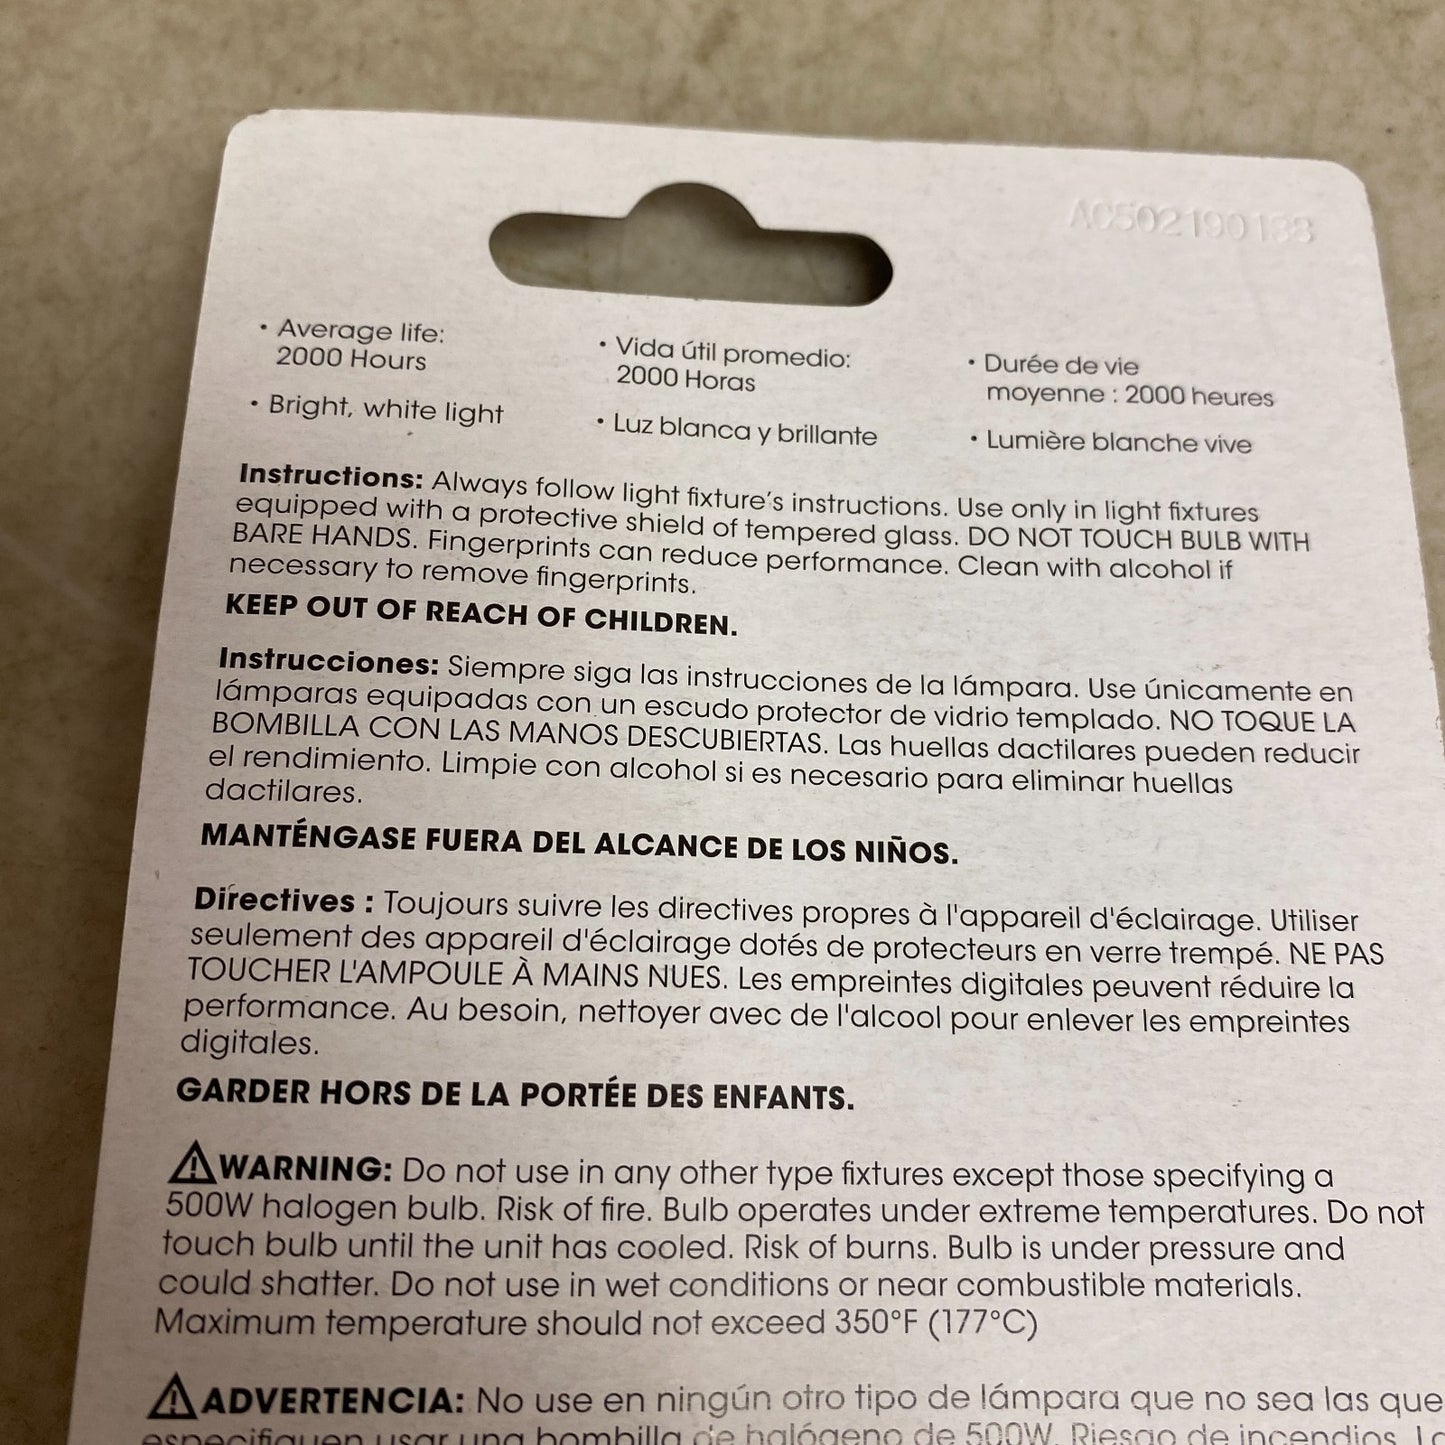 AC502190133
• Average life:
2000 Hours
• Bright, white light
• Vida útil promedio:
2000 Horas
• Luz blanca y brillante
• Durée de vie
moyenne : 2000 heures
• Lumière blanche vive
Instructions: Always follow light fixture's instructions. Use only in light fixtures
equipped with a protective shield of tempered glass. DO NOT TOUCH BULB WITH
BARE HANDS. Fingerprints can reduce performance. Clean with alcohol if
necessary to remove fingerprints.
KEEP OUT OF REACH OF CHILDREN.
Instrucciones: Siempre siga las instrucciones de la lámpara. Use únicamente en
lámparas equipadas con un escudo protector de vidrio templado. NO TOQUE LA
BOMBILLA CON LAS MANOS DESCUBIERTAS. Las huellas dactilares pueden reducir
el rendimiento. Limpie con alcohol si es necesario para eliminar huellas
dactilares.
MANTÉNGASE FUERA DEL ALCANCE DE LOS NIÑOS.
Directives : Toujours suivre les directives propres à l'appareil d'éclairage. Utiliser
seulement des appareil d'éclairage dotés de protecteurs en verre trempé. NE PAS
TOUCHER L'AMPOULE À MAINS NUES. Les empreintes digitales peuvent réduire la
performance. Au besoin, nettoyer avec de l'alcool pour enlever les empreintes
digitales.
GARDER HORS DE LA PORTÉE DES ENFANTS.
⚠WARNING: Do not use in any other type fixtures except those specifying a
500W halogen bulb. Risk of fire. Bulb operates under extreme temperatures. Do not
touch bulb until the unit has cooled. Risk of burns. Bulb is under pressure and
could shatter. Do not use in wet conditions or near combustible materials.
Maximum temperature should not exceed 350°F (177°C)
⚠ADVERTENCIA: No use en ningún otro tipo de lámpara que no sea las que
especifiquen usar una bombilla de halógeno de 500W. Riesgo de incendios.